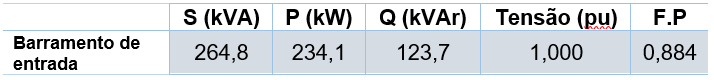 S (kVA) P (kW) Q (kVAr) Tensão (pu) F.P
Barramento de
entrada 264,8 234,1 123,7 1,000 0,884